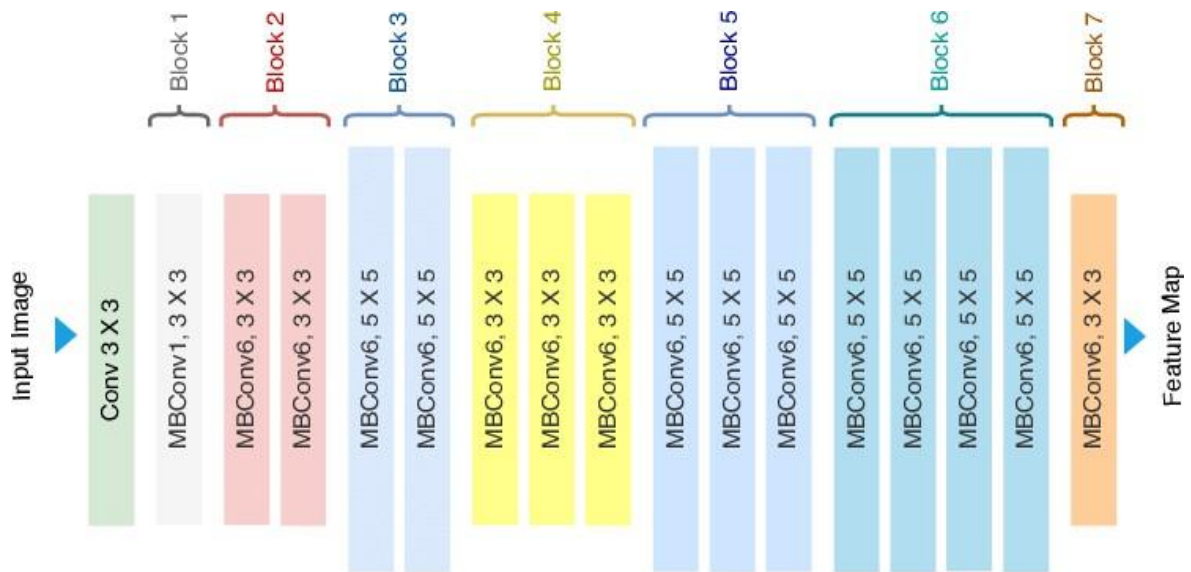 Block 1
Block 2
Block 3
Block 4
Block 5
Block 6
Block 7
Input Image
Conv 3 X 3
MBConv1, 3 X 3
MBConv6, 3 X 3
MBConv6, 3 X 3
MBConv6, 5 X 5
MBConv6, 5 X 5
MBConv6, 3 X 3
MBConv6, 3 X 3
MBConv6, 3 X 3
MBConv6, 5 X 5
MBConv6, 5 X 5
MBConv6, 5 X 5
MBConv6, 5 X 5
MBConv6, 5 X 5
MBConv6, 5 X 5
MBConv6, 5 X 5
MBConv6, 3 X 3
Feature Map